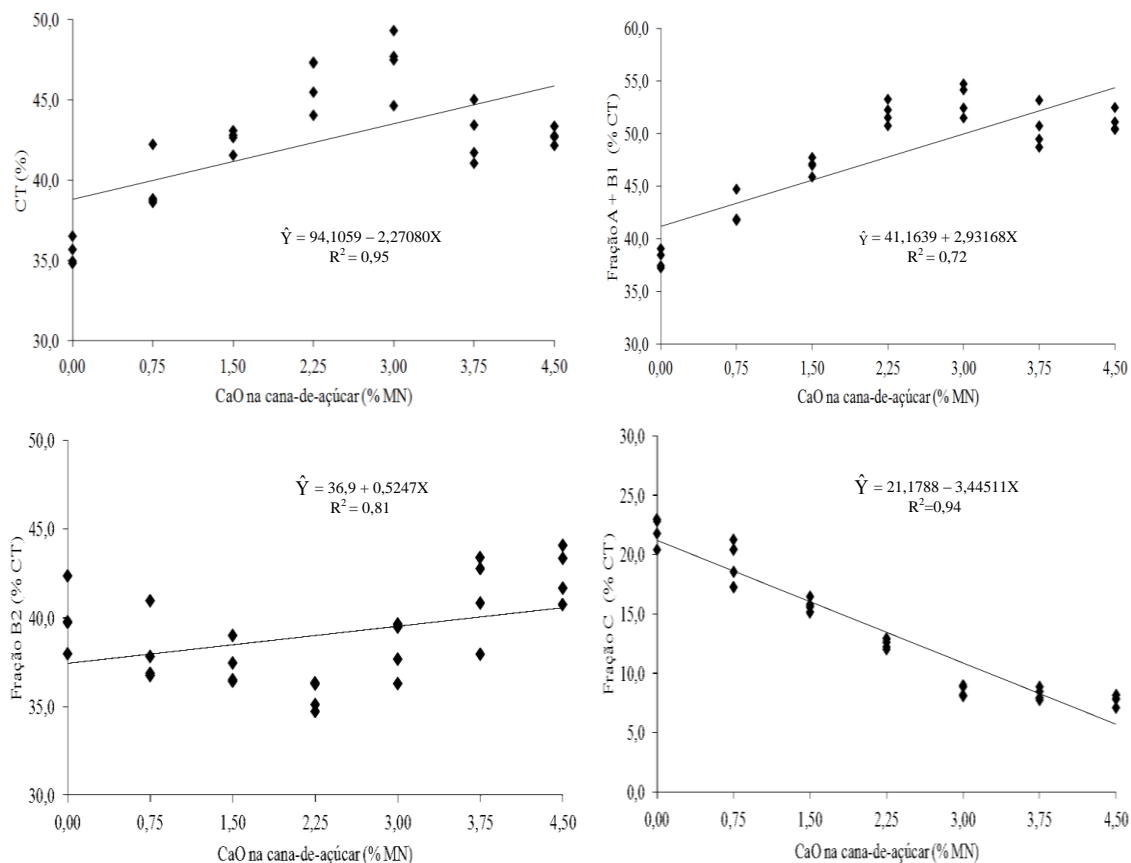 50,0
45,0
40,0
35,0
30,0
CT (%)
Ŷ = 94,1059 – 2,27080X
R² = 0,95
0,00 0,75 1,50 2,25 3,00 3,75 4,50
CaO na cana-de-açúcar (% MN)
60,0
55,0
50,0
45,0
40,0
35,0
30,0
Fração A + B1 (% CT)
Ŷ = 41,1639 + 2,93168X
R² = 0,72
0,00 0,75 1,50 2,25 3,00 3,75 4,50
CaO na cana-de-açúcar (% MN)
50,0
45,0
40,0
35,0
30,0
Fração B2 (% CT)
Ŷ = 36,9 + 0,5247X
R² = 0,81
0,00 0,75 1,50 2,25 3,00 3,75 4,50
CaO na cana-de-açúcar (% MN)
30,0
25,0
20,0
15,0
10,0
5,0
0,0
Fração C (% CT)
Ŷ = 21,1788 – 3,44511X
R²=0,94
0,00 0,75 1,50 2,25 3,00 3,75 4,50
CaO na cana-de-açúcar (% MN)